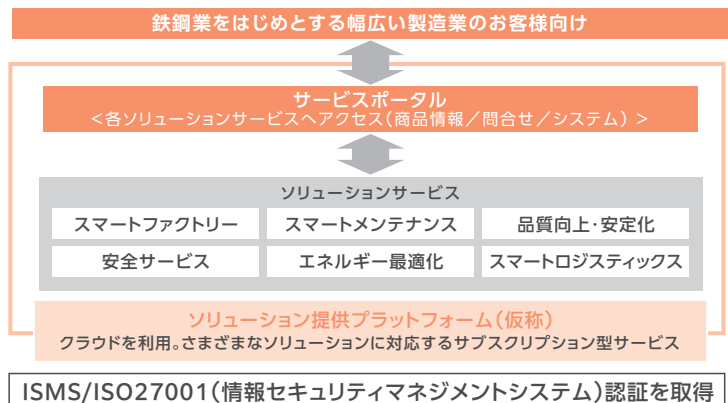 鉄鋼業をはじめとする幅広い製造業のお客様向け
サービスポータル
<各ソリューションサービスへアクセス(商品情報/問合せ/システム) >
ソリューションサービス
スマートファクトリー スマートメンテナンス 品質向上・安定化
安全サービス エネルギー最適化 スマートロジスティックス
ソリューション提供プラットフォーム(仮称)
クラウドを利用。さまざまなソリューションに対応するサブスクリプション型サービス
ISMS/ISO27001(情報セキュリティマネジメントシステム)認証を取得